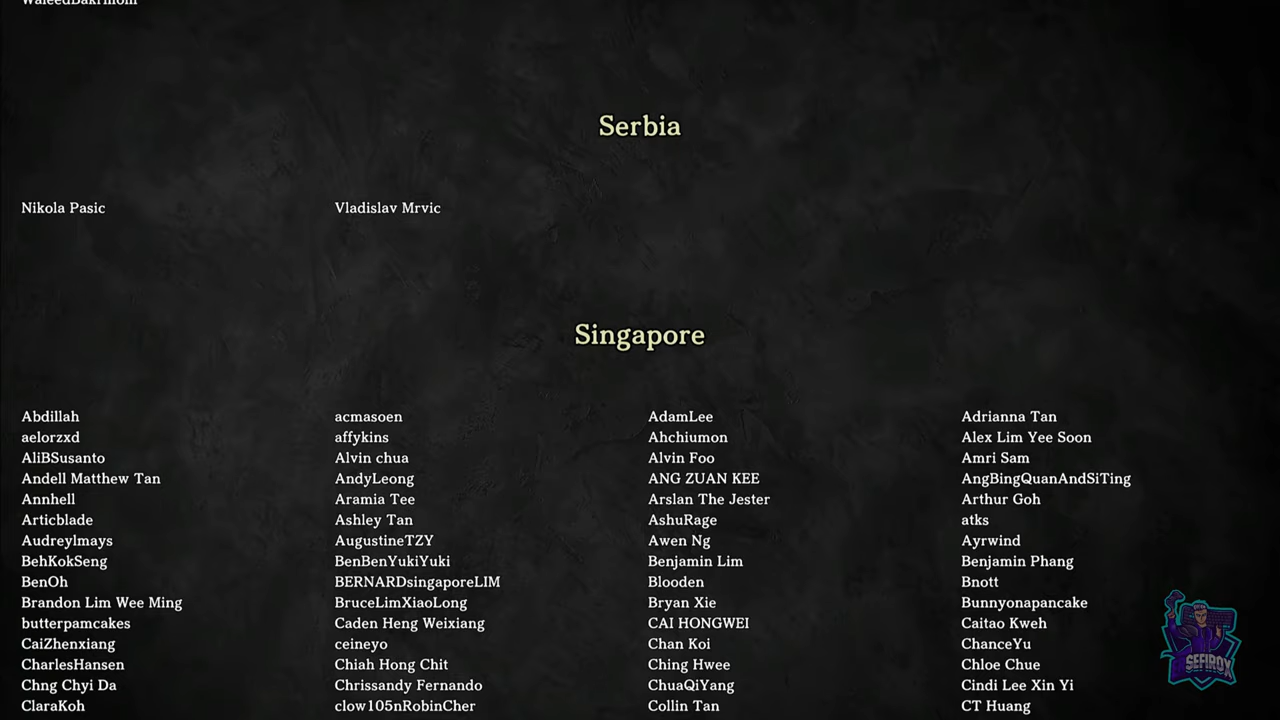 WaleedBakrmom
Serbia
Nikola Pasic Vladislav Mrvic
Singapore
Abdillah acmasoen AdamLee Adrianna Tan
aelorzxd affykins Ahchiumon Alex Lim Yee Soon
AliBSusanto Alvin chua Alvin Foo Amri Sam
Andell Matthew Tan AndyLeong ANG ZUAN KEE AngBingQuanAndSiTing
Annhell Aramia Tee Arslan The Jester Arthur Goh
Articblade Ashley Tan AshuRage atks
Audreylmays AugustineTZY Awen Ng Ayrwind
BehKokSeng BenBenYukiYuki Benjamin Lim Benjamin Phang
BenOh BERNARDsingaporeLIM Blooden Bnott
Brandon Lim Wee Ming BruceLimXiaoLong Bryan Xie Bunnyonapancake
butterpamcakes Caden Heng Weixiang CAI HONGWEI Caitao Kweh
CaiZhenxiang ceineyo Chan Koi ChanceYu
CharlesHansen Chiah Hong Chit Ching Hwee Chloe Chue
Chng Chyi Da Chrissandy Fernando ChuaQiYang Cindi Lee Xin Yi
ClaraKoh clow105nRobinCher Collin Tan CT Huang
SEFIROX